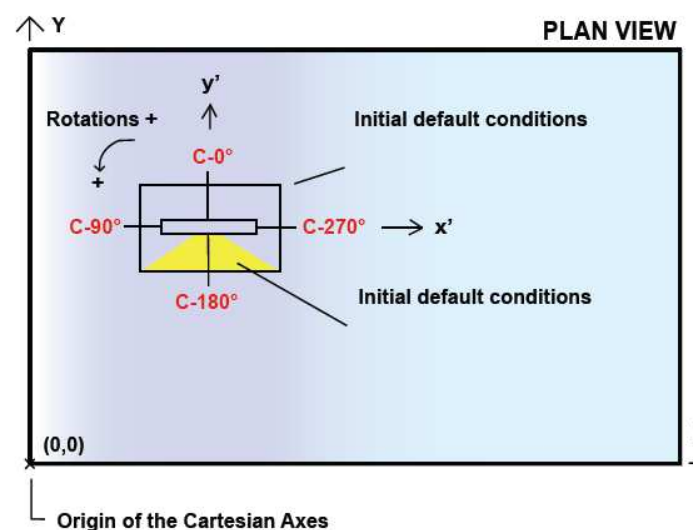 Y
PLAN VIEW
y’
Rotations +
Initial default conditions
C-0°
+
C-90°
C-270°
x’
C-180°
Initial default conditions
(0,0)
Origin of the Cartesian Axes